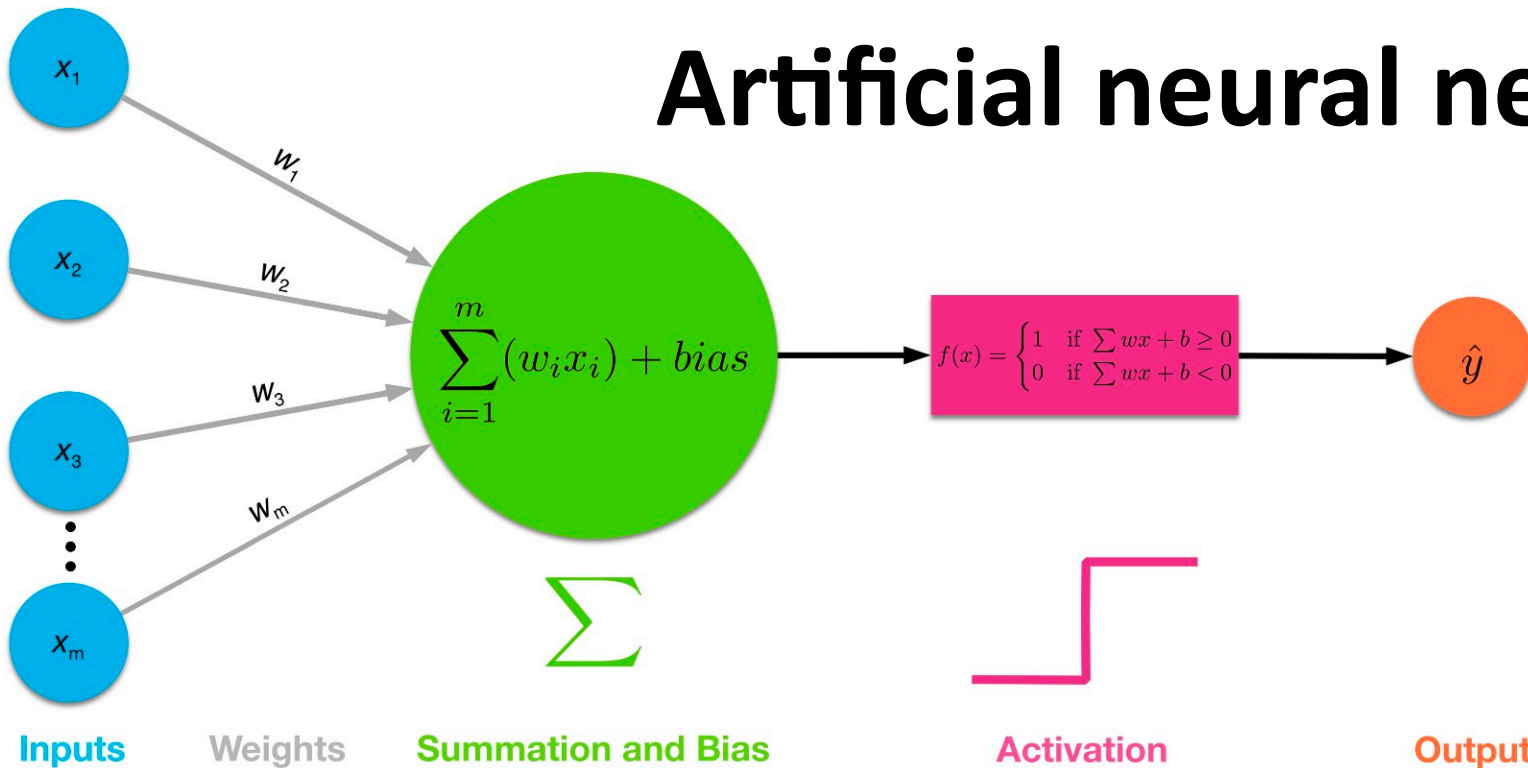 Artificial neural ne
x₁
w₁
x₂
w₂
x₃
w₃
xₘ
wₘ
m
∑(wᵢxᵢ) + bias
i=1
f(x) = {1 if ∑ wx + b ≥ 0
0 if ∑ wx + b < 0
ŷ
∑
Inputs Weights Summation and Bias Activation Output